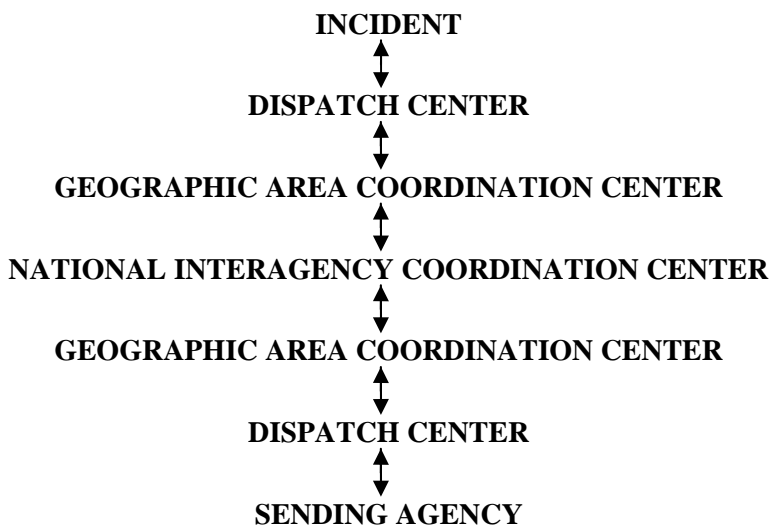 INCIDENT
DISPATCH CENTER
GEOGRAPHIC AREA COORDINATION CENTER
NATIONAL INTERAGENCY COORDINATION CENTER
GEOGRAPHIC AREA COORDINATION CENTER
DISPATCH CENTER
SENDING AGENCY